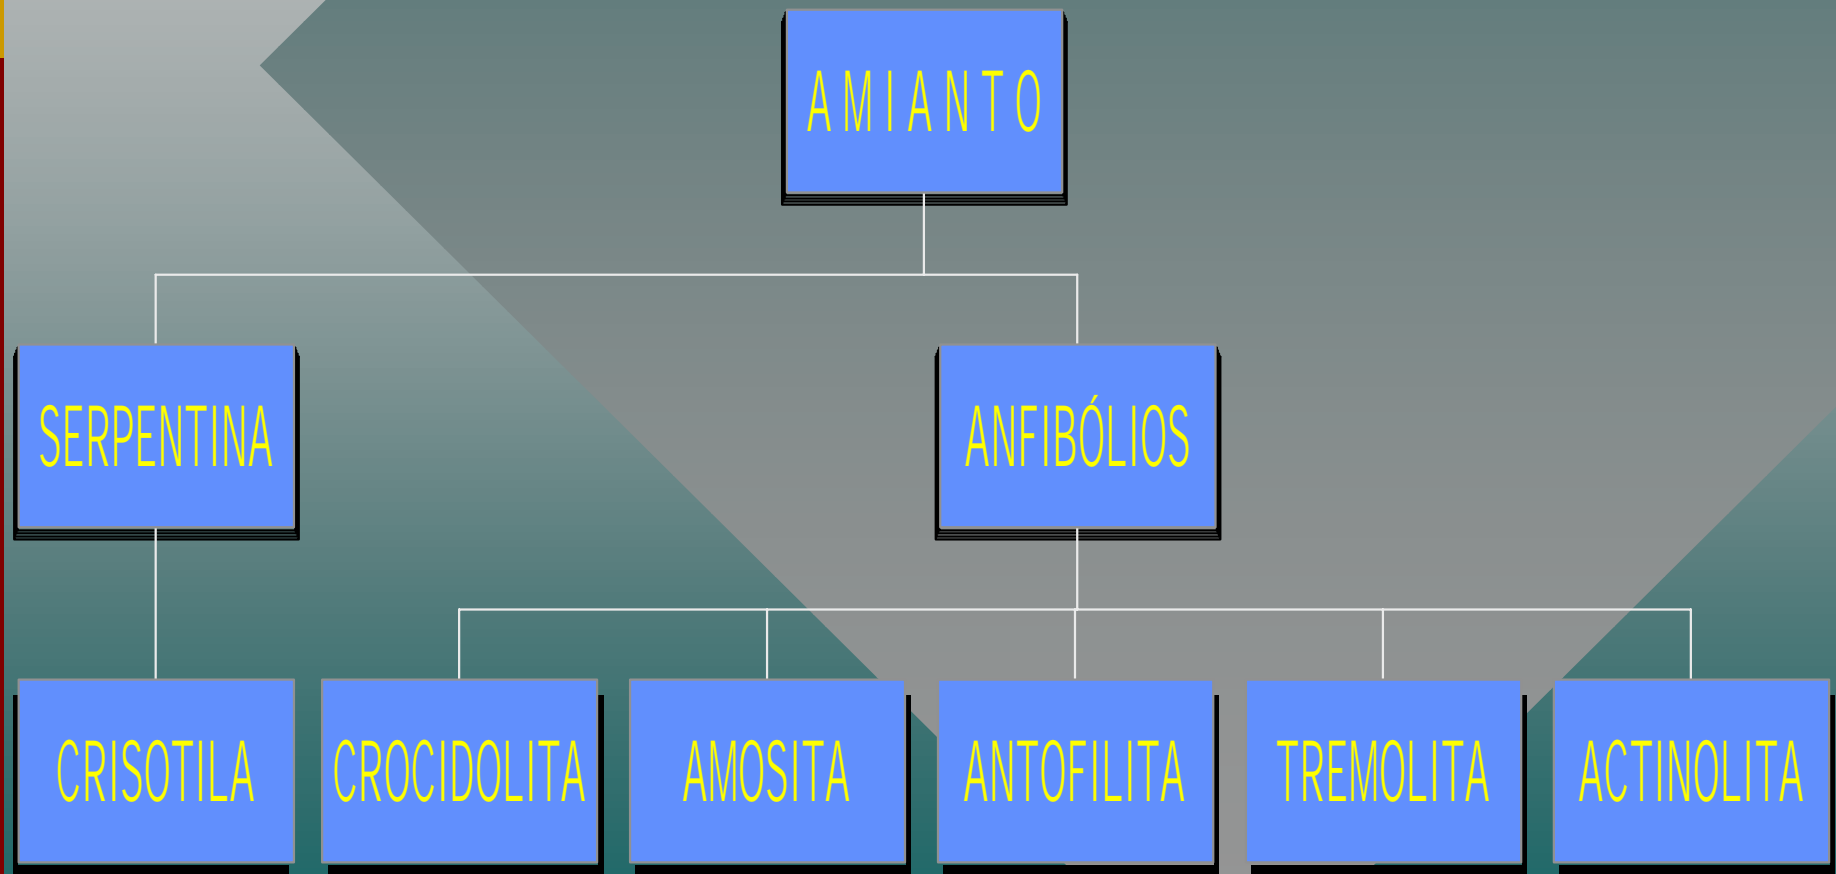 AMIANTO
SERPENTINA
ANFIBÓLIOS
CRISOTILA
CROCIDOLITA
AMOSITA
ANTOFILITA
TREMOLITA
ACTINOLITA